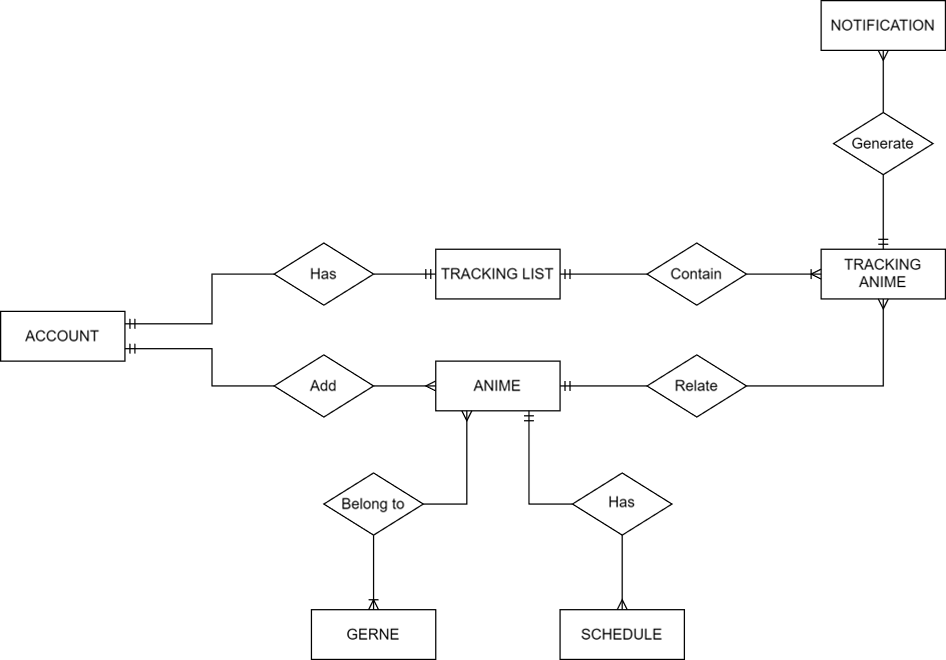 NOTIFICATION
Generate
Has
TRACKING LIST
Contain
TRACKING
ANIME
ACCOUNT
Add
ANIME
Relate
Belong to
Has
GERNE
SCHEDULE